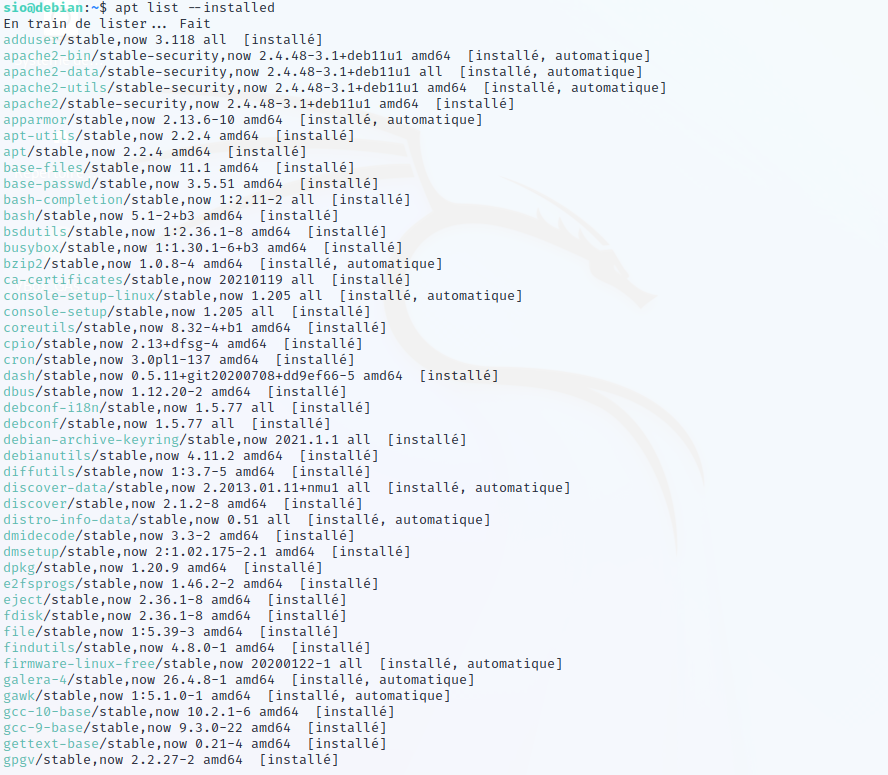 sio@debian:~$ apt list --installed
En train de lister... Fait
adduser/stable,now 3.118 all  [installé]
apache2-bin/stable-security,now 2.4.48-3.1+deb11u1 amd64  [installé, automatique]
apache2-data/stable-security,now 2.4.48-3.1+deb11u1 all  [installé, automatique]
apache2-utils/stable-security,now 2.4.48-3.1+deb11u1 amd64  [installé, automatique]
apache2/stable-security,now 2.4.48-3.1+deb11u1 amd64  [installé]
apparmor/stable,now 2.13.6-10 amd64  [installé, automatique]
apt-utils/stable,now 2.2.4 amd64  [installé]
apt/stable,now 2.2.4 amd64  [installé]
base-files/stable,now 11.1 amd64  [installé]
base-passwd/stable,now 3.5.51 amd64  [installé]
bash-completion/stable,now 1:2.11-2 all  [installé]
bash/stable,now 5.1-2+b3 amd64  [installé]
bsdutils/stable,now 1:2.36.1-8 amd64  [installé]
busybox/stable,now 1:1.30.1-6+b3 amd64  [installé]
bzip2/stable,now 1.0.8-4 amd64  [installé, automatique]
ca-certificates/stable,now 20210119 all  [installé]
console-setup-linux/stable,now 1.205 all  [installé, automatique]
console-setup/stable,now 1.205 all  [installé]
coreutils/stable,now 8.32-4+b1 amd64  [installé]
cpio/stable,now 2.13+dfsg-4 amd64  [installé]
cron/stable,now 3.0pl1-137 amd64  [installé]
dash/stable,now 0.5.11+git20200708+dd9ef66-5 amd64  [installé]
dbus/stable,now 1.12.20-2 amd64  [installé]
debconf-i18n/stable,now 1.5.77 all  [installé]
debconf/stable,now 1.5.77 all  [installé]
debian-archive-keyring/stable,now 2021.1.1 all  [installé]
debianutils/stable,now 4.11.2 amd64  [installé]
diffutils/stable,now 1:3.7-5 amd64  [installé]
discover-data/stable,now 2.2013.01.11+nmu1 all  [installé, automatique]
discover/stable,now 2.1.2-8 amd64  [installé]
distro-info-data/stable,now 0.51 all  [installé, automatique]
dmidecode/stable,now 3.3-2 amd64  [installé]
dmsetup/stable,now 2:1.02.175-2.1 amd64  [installé]
dpkg/stable,now 1.20.9 amd64  [installé]
e2fsprogs/stable,now 1.46.2-2 amd64  [installé]
eject/stable,now 2.36.1-8 amd64  [installé]
fdisk/stable,now 2.36.1-8 amd64  [installé]
file/stable,now 1:5.39-3 amd64  [installé]
findutils/stable,now 4.8.0-1 amd64  [installé]
firmware-linux-free/stable,now 20200122-1 all  [installé, automatique]
galera-4/stable,now 26.4.8-1 amd64  [installé, automatique]
gawk/stable,now 1:5.1.0-1 amd64  [installé, automatique]
gcc-10-base/stable,now 10.2.1-6 amd64  [installé]
gcc-9-base/stable,now 9.3.0-22 amd64  [installé]
gettext-base/stable,now 0.21-4 amd64  [installé]
gpgv/stable,now 2.2.27-2 amd64  [installé]